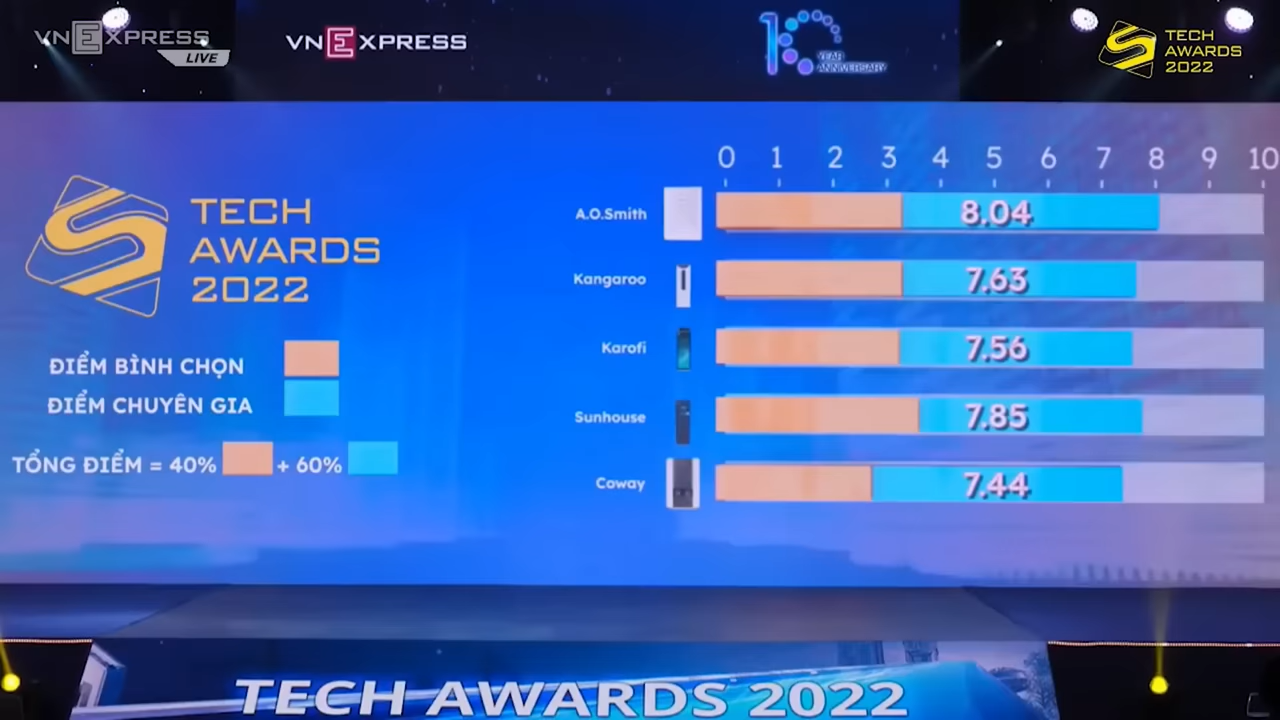 VNEXPRESS
LIVE
VNEXPRESS
10
YEAR
ANNIVERSARY
TECH
AWARDS
2022
TECH
AWARDS
2022
ĐIỂM BÌNH CHỌN
ĐIỂM CHUYÊN GIA
TỔNG ĐIỂM = 40% + 60%
0 1 2 3 4 5 6 7 8 9 10
A.O.Smith 8.04
Kangaroo 7.63
Karofi 7.56
Sunhouse 7.85
Coway 7.44
TECH AWARDS 2022